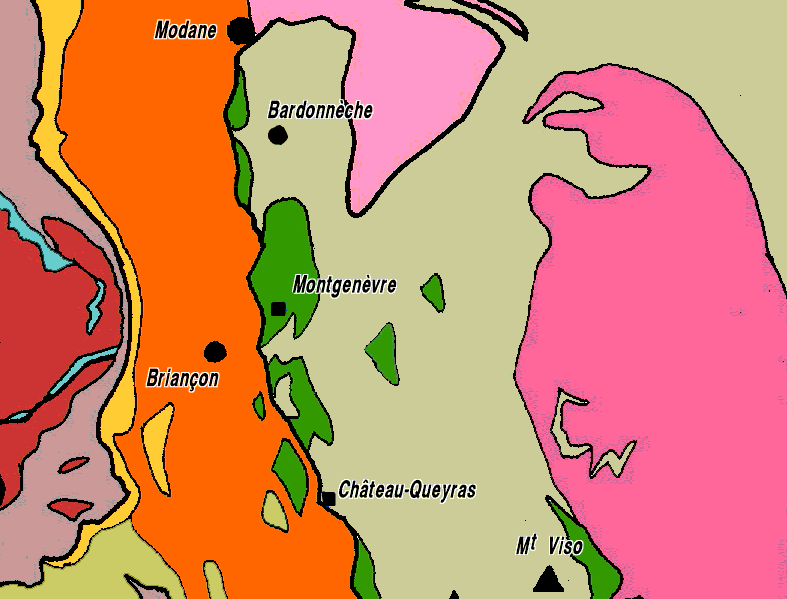 Modane
Bardonnèche
Montgenèvre
Briançon
Château-Queyras
Mt Viso